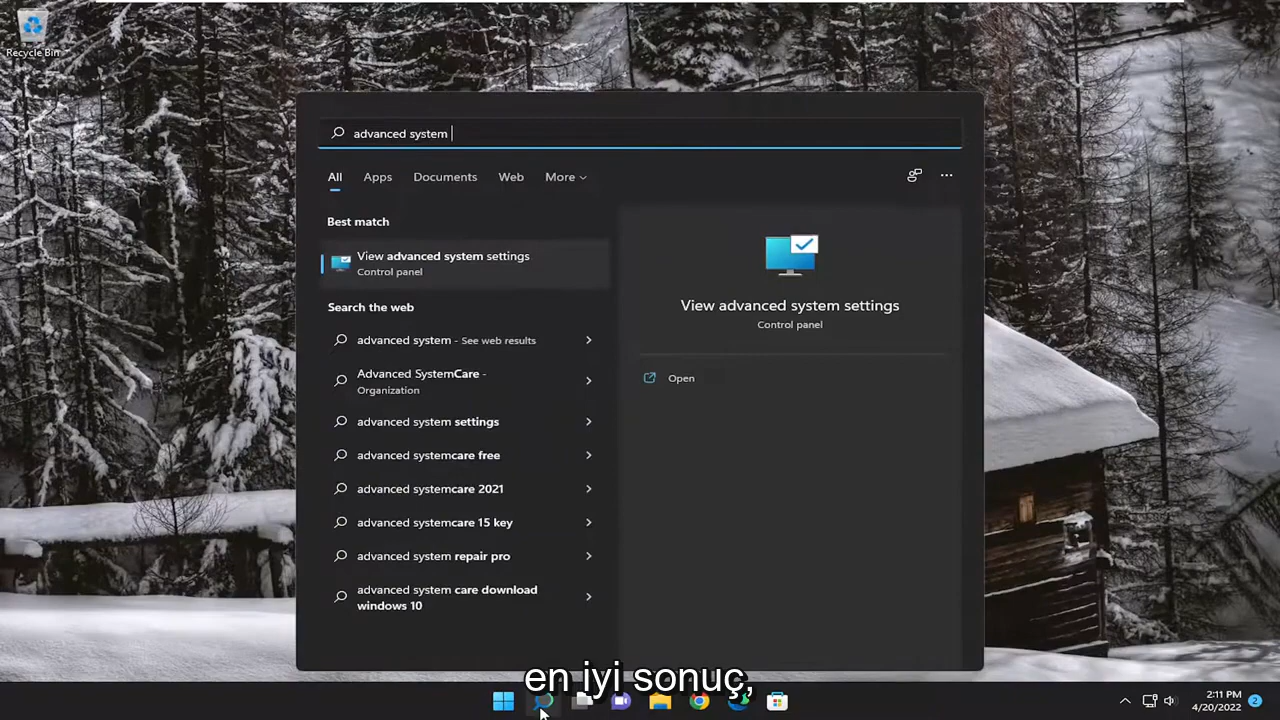 Recycle Bin
advanced system
All Apps Documents Web More
Best match
View advanced system settings
Control panel
Search the web
advanced system - See web results
Advanced SystemCare -
Organization
advanced system settings
advanced systemcare free
advanced systemcare 2021
advanced systemcare 15 key
advanced system repair pro
advanced system care download
windows 10
View advanced system settings
Control panel
Open
en iyi sonuç,
2:11 PM
4/20/2022
2